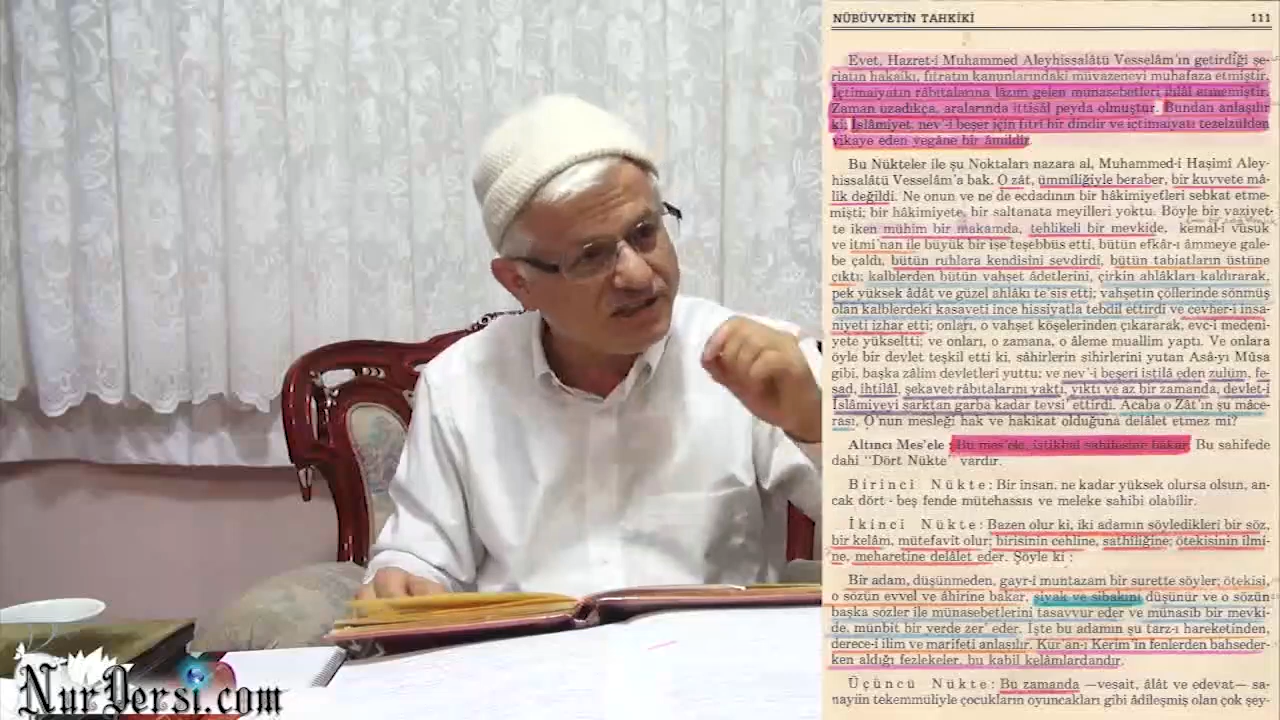 NÜBÜVVETİN TAHKİKİ 111
Evet, Hazret-i Muhammed Aleyhissalâtü Vesselâm'ın getirdiği şe-
riatın hakaiki, fıtratın kanunlarındaki müvazeneyi muhafaza etmiştir.
İçtimaiyatın râbıtalarına lâzım gelen münasebetleri ihlâl etmemiştir.
Zaman uzadıkça, aralarında ittisâl peyda olmuştur. Bundan anlaşılır
ki; İslâmiyet, nev'-i beşer için fıtrî bir dindir ve içtimaiyatı tezelzülden
vikaye eden yegâne bir âmildir.
Bu Nükteler ile şu Noktaları nazara al, Muhammed-i Haşimî Aley-
hissalâtü Vesselâm'a bak. O zât, ümmîliğiyle beraber, bir kuvvete mâ-
lik değildi. Ne onun ve ne de ecdadının bir hâkimiyetleri sebkat etme-
mişti; bir hâkimiyete, bir saltanata meyilleri yoktu. Böyle bir vaziyet-
te iken mühim bir makamda, tehlikeli bir mevkide, kemal-i vüsuk
ve itmi'nan ile büyük bir işe teşebbüs etti, bütün efkâr-ı âmmeye gale-
be çaldı, bütün ruhlara kendisini sevdirdi, bütün tabiatların üstüne
çıktı; kalblerden bütün vahşet âdetlerini, çirkin ahlâkları kaldırarak,
pek yüksek âdât ve güzel ahlâkı te'sis etti; vahşetin çöllerinde sönmüş
olan kalblerdeki kasaveti ince hissiyatla tebdil ettirdi ve cevher-i insa-
niyeti izhar etti; onları, o vahşet köşelerinden çıkararak, evc-i medeni-
yete yükseltti; ve onları, o zamana, o âleme muallim yaptı. Ve onlara
öyle bir devlet teşkil etti ki, sâhirlerin sihirlerini yutan Asâ-yı Mûsa
gibi, başka zâlim devletleri yuttu; ve nev'-i beşeri istilâ eden zulüm, fe-
sad, ihtilâl, şekavet râbıtalarını yaktı, yıktı ve az bir zamanda, devlet-i
İslâmiyeyi şarktan garba kadar tevsi' ettirdi. Acaba o Zât'ın şu mâce-
rası, O'nun mesleği hak ve hakikat olduğuna delâlet etmez mi?
Altıncı Mes'ele : Bu mes'ele, istikbal sahifesine bakar. Bu sahifede
dahi "Dört Nükte" vardır.
Birinci Nükte: Bir insan, ne kadar yüksek olursa olsun, an-
cak dört - beş fende mütehassıs ve meleke sahibi olabilir.
İkinci Nükte: Bazen olur ki, iki adamın söyledikleri bir söz,
bir kelâm, mütefavit olur; birisinin cehline, sathîliğine; ötekisinin ilmi-
ne, meharetine delâlet eder. Şöyle ki :
Bir adam, düşünmeden, gayr-i muntazam bir surette söyler; ötekisi,
o sözün evvel ve âhirine bakar, siyak ve sibakını düşünür ve o sözün
başka sözler ile münasebetlerini tasavvur eder ve münasib bir mevki-
de, münbit bir yerde zer' eder. İşte bu adamın şu tarz-ı hareketinden,
derece-i ilim ve marifeti anlaşılır. Kur'an-ı Kerim'in fenlerden bahseder-
ken aldığı fezlekeler, bu kabil kelâmlardandır.
Üçüncü Nükte: Bu zamanda —vesait, âlât ve edevat— sa-
nayiin tekemmülüyle çocukların oyuncakları gibi âdileşmiş olan çok şey-
NurDersi.com